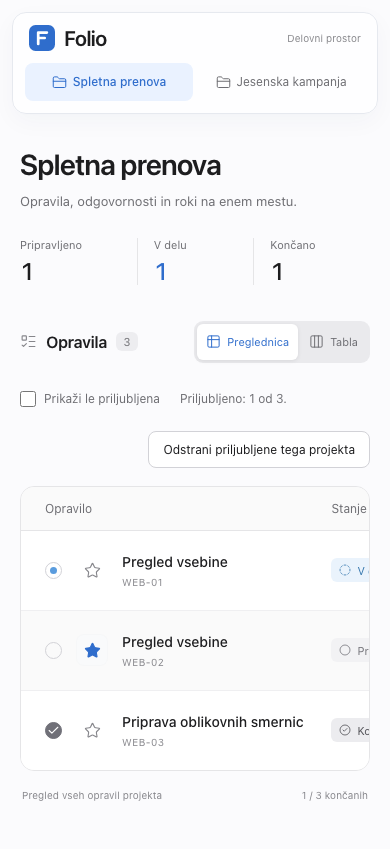 Folio
Delovni prostor
Spletna prenova
Jesenska kampanja
Spletna prenova
Opravila, odgovornosti in roki na enem mestu.
Pripravljeno
V delu
Končano
1
1
1
Opravila 3
Preglednica
Tabla
Prikaži le priljubljena
Priljubljeno: 1 od 3.
Odstrani priljubljene tega projekta
Opravilo
Stanje
Pregled vsebine
WEB-01
V
Pregled vsebine
WEB-02
Pr
Priprava oblikovnih smernic
WEB-03
Ko
Pregled vseh opravil projekta
1 / 3 končanih